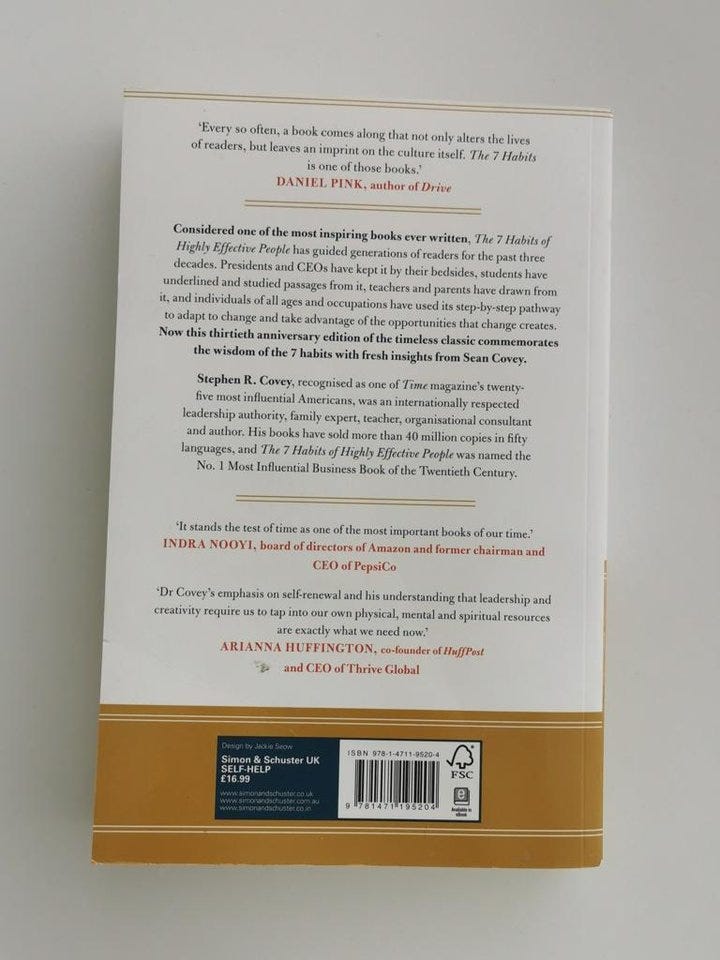 ‘Every so often, a book comes along that not only alters the lives
of readers, but leaves an imprint on the culture itself. The 7 Habits
is one of those books.’
DANIEL PINK, author of Drive
Considered one of the most inspiring books ever written, The 7 Habits of
Highly Effective People has guided generations of readers for the past three
decades. Presidents and CEOs have kept it by their bedsides, students have
underlined and studied passages from it, teachers and parents have drawn from
it, and individuals of all ages and occupations have used its step-by-step pathway
to adapt to change and take advantage of the opportunities that change creates.
Now this thirtieth anniversary edition of the timeless classic commemorates
the wisdom of the 7 habits with fresh insights from Sean Covey.
Stephen R. Covey, recognised as one of Time magazine’s twenty-
five most influential Americans, was an internationally respected
leadership authority, family expert, teacher, organisational consultant
and author. His books have sold more than 40 million copies in fifty
languages, and The 7 Habits of Highly Effective People was named the
No. 1 Most Influential Business Book of the Twentieth Century.
‘It stands the test of time as one of the most important books of our time.’
INDRA NOOYI, board of directors of Amazon and former chairman and
CEO of PepsiCo
‘Dr Covey’s emphasis on self-renewal and his understanding that leadership and
creativity require us to tap into our own physical, mental and spiritual resources
are exactly what we need now.’
ARIANNA HUFFINGTON, co-founder of HuffPost
and CEO of Thrive Global
Design by Jackie Seow
Simon & Schuster UK
SELF-HELP
£16.99
www.simonandschuster.co.uk
www.simonandschuster.com.au
www.simonandschuster.co.in
ISBN 978-1-4711-9520-4
9 781471 195204
FSC
e
Available in
eBook